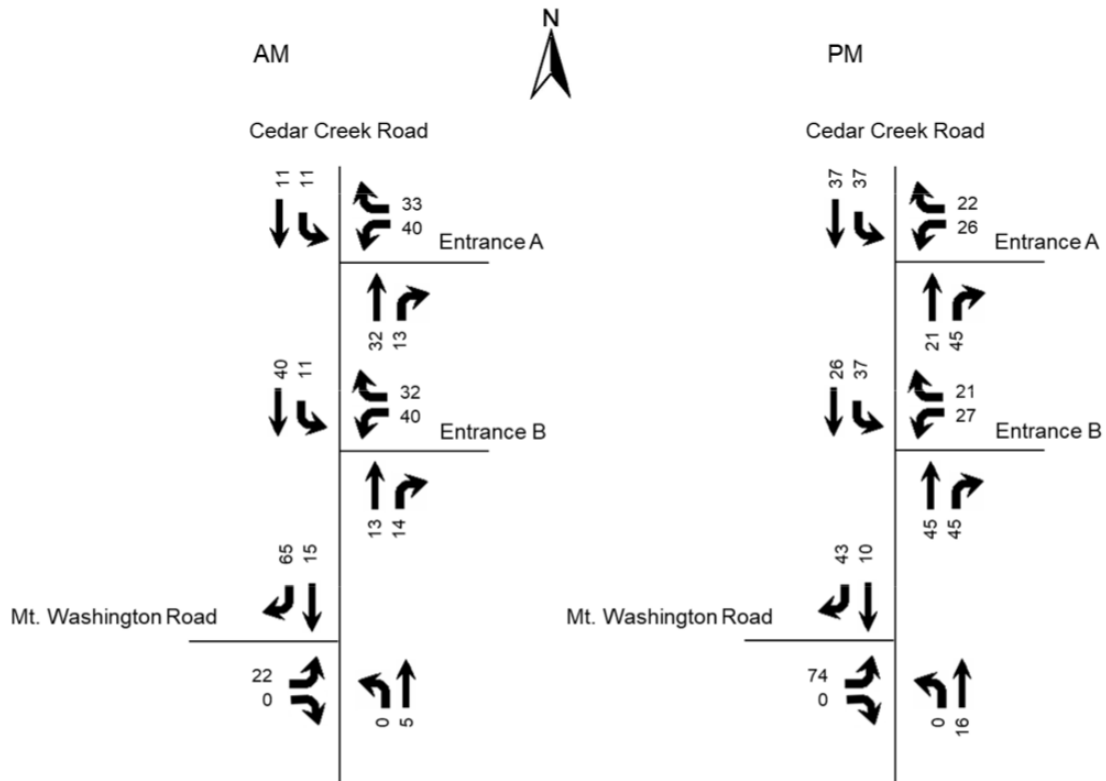 N
AM
Cedar Creek Road
11 11
33
40
Entrance A
32 13
40 11
32
40
Entrance B
13 14
65 15
Mt. Washington Road
22
0
0 5
PM
Cedar Creek Road
37 37
22
26
Entrance A
21 45
26 37
21
27
Entrance B
45 45
43 10
Mt. Washington Road
74
0
0 16